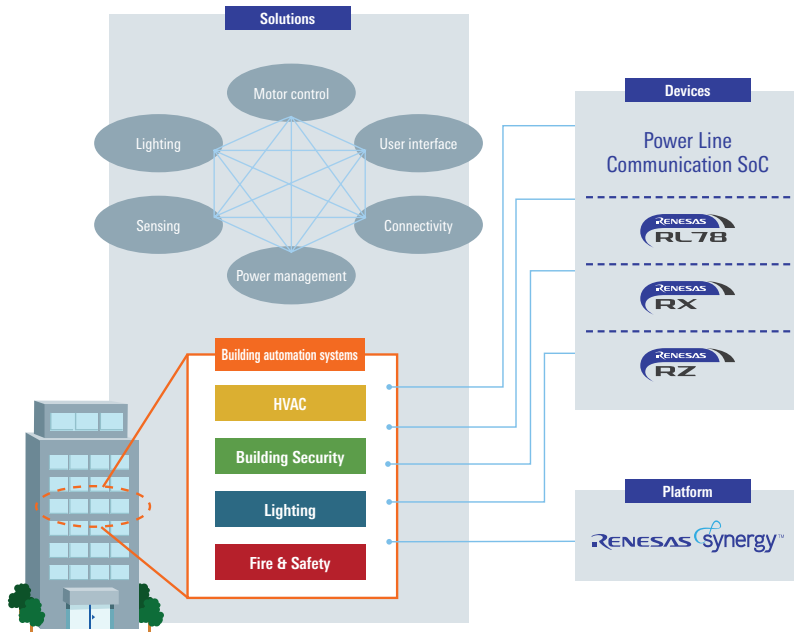 Solutions
Motor control
Lighting
User interface
Sensing
Connectivity
Power management
Building automation systems
HVAC
Building Security
Lighting
Fire & Safety
Devices
Power Line
Communication SoC
RENESAS
RL78
RENESAS
RX
RENESAS
RZ
Platform
RENESAS synergy™